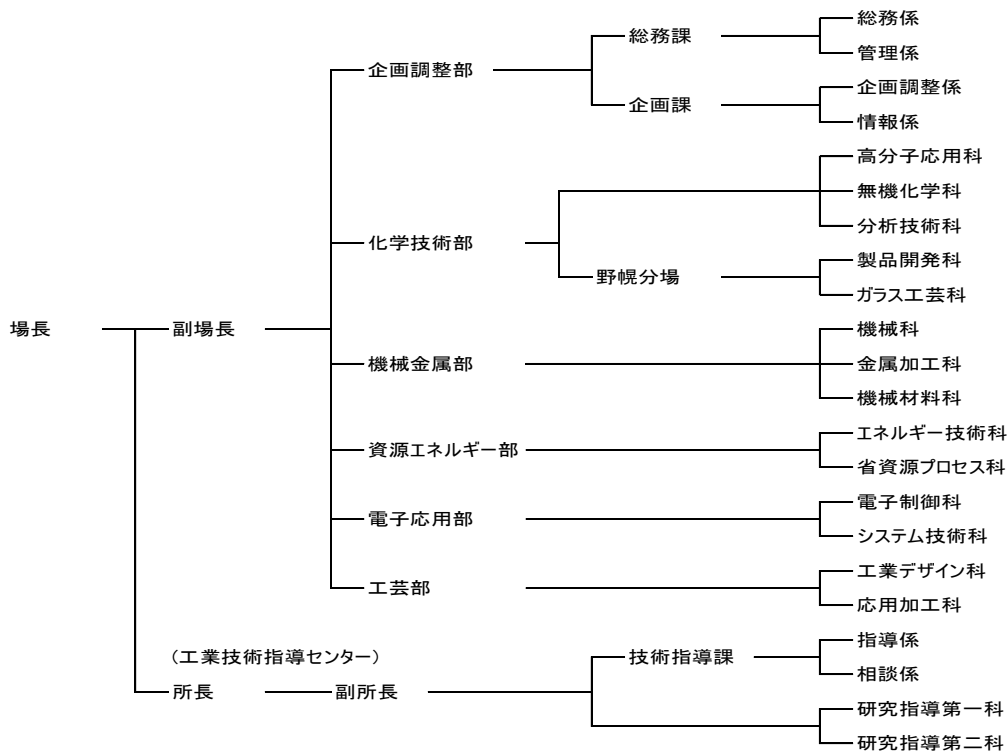 場長
副場長
企画調整部
総務課
総務係
管理係
企画課
企画調整係
情報係
化学技術部
高分子応用科
無機化学科
分析技術科
野幌分場
製品開発科
ガラス工芸科
機械金属部
機械科
金属加工科
機械材料科
資源エネルギー部
エネルギー技術科
省資源プロセス科
電子応用部
電子制御科
システム技術科
工芸部
工業デザイン科
応用加工科
（工業技術指導センター）
所長
副所長
技術指導課
指導係
相談係
研究指導第一科
研究指導第二科